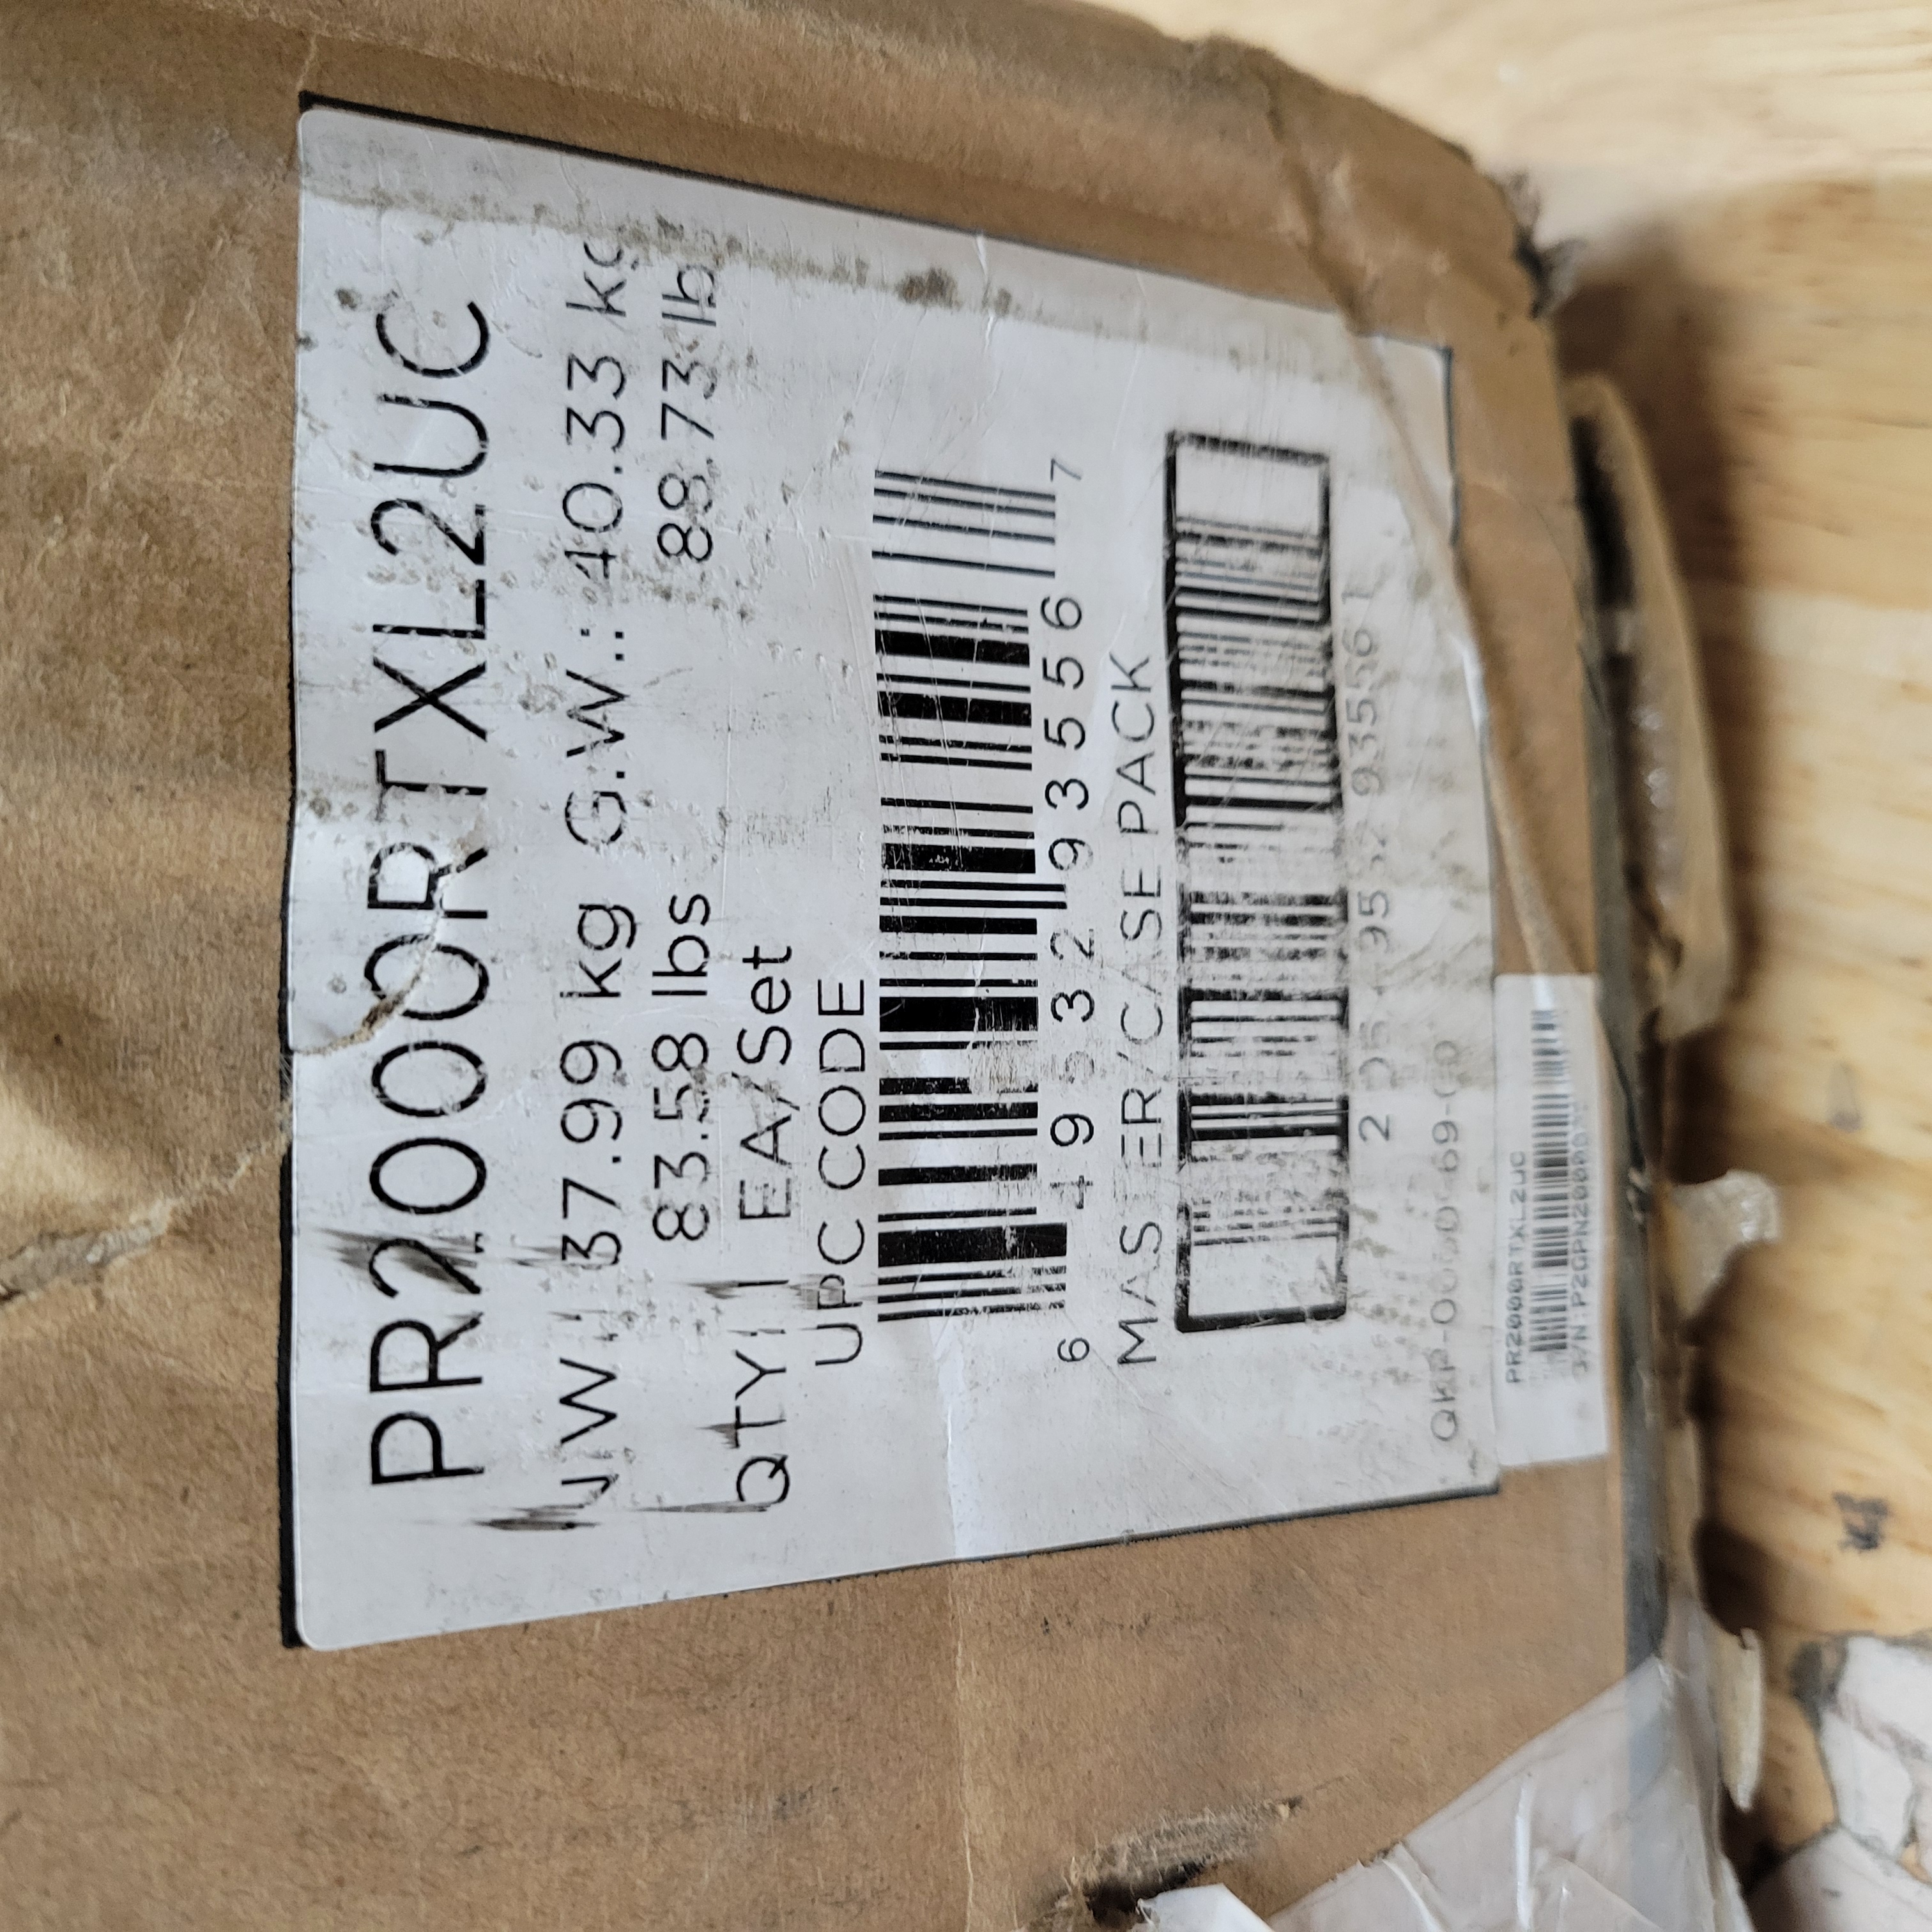 PR2000RTXL2UC
37.99 kg G.W.: 40.33 kg
83.58 lbs 88.73 lb
QTY: 1 EA/Set
UPC CODE
6 49532 93556 7
MASTER/CASE PACK
PR2000RTXL2UC